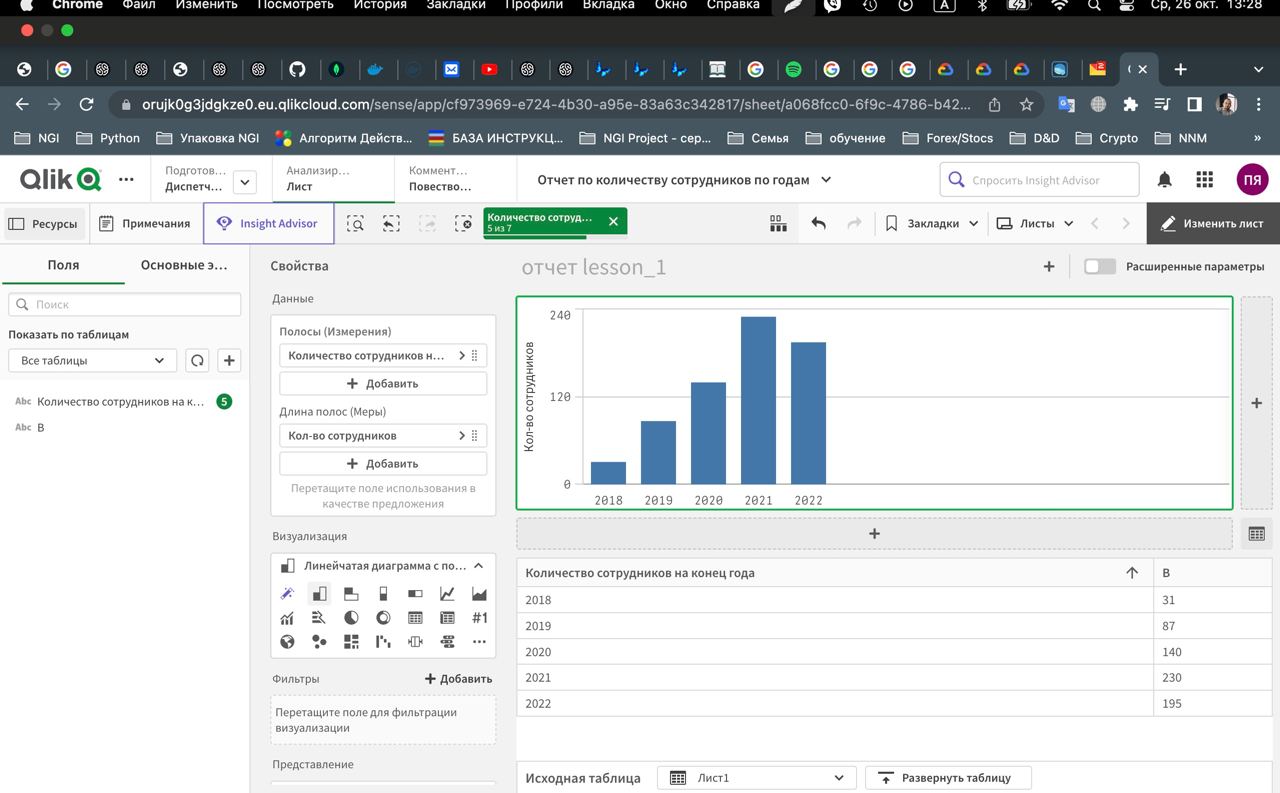 Chrome Файл Изменить Посмотреть История Закладки Профили Вкладка Окно Справка A Ср, 26 окт. 13:28
orujk0g3jdgkze0.eu.qlikcloud.com/sense/app/cf973969-e724-4b30-a95e-83a63c342817/sheet/a068fcc0-6f9c-4786-b42...
NGI Python Упаковка NGI Алгоритм Действ... БАЗА ИНСТРУКЦ... NGI Project - сер... Семья обучение Forex/Stocs D&D Crypto NNM »
Qlik
Подготов...
Диспетч...
Анализир...
Лист
Коммент...
Повество...
Отчет по количеству сотрудников по годам
Спросить Insight Advisor
ПЯ
Ресурсы Примечания Insight Advisor
Количество сотруд...
5 из 7
Закладки Листы Изменить лист
Поля Основные э...
Поиск
Показать по таблицам
Все таблицы
Abc Количество сотрудников на к... 5
Abc B
Свойства
Данные
Полосы (Измерения)
Количество сотрудников н...
Добавить
Длина полос (Меры)
Кол-во сотрудников
Добавить
Перетащите поле использования в
качестве предложения
Визуализация
Линейчатая диаграмма с по...
#1
Фильтры Добавить
Перетащите поле для фильтрации
визуализации
Представление
отчет lesson_1
Расширенные параметры
Кол-во сотрудников
240
120
0
2018 2019 2020 2021 2022
Количество сотрудников на конец года B
2018 31
2019 87
2020 140
2021 230
2022 195
Исходная таблица Лист1 Развернуть таблицу